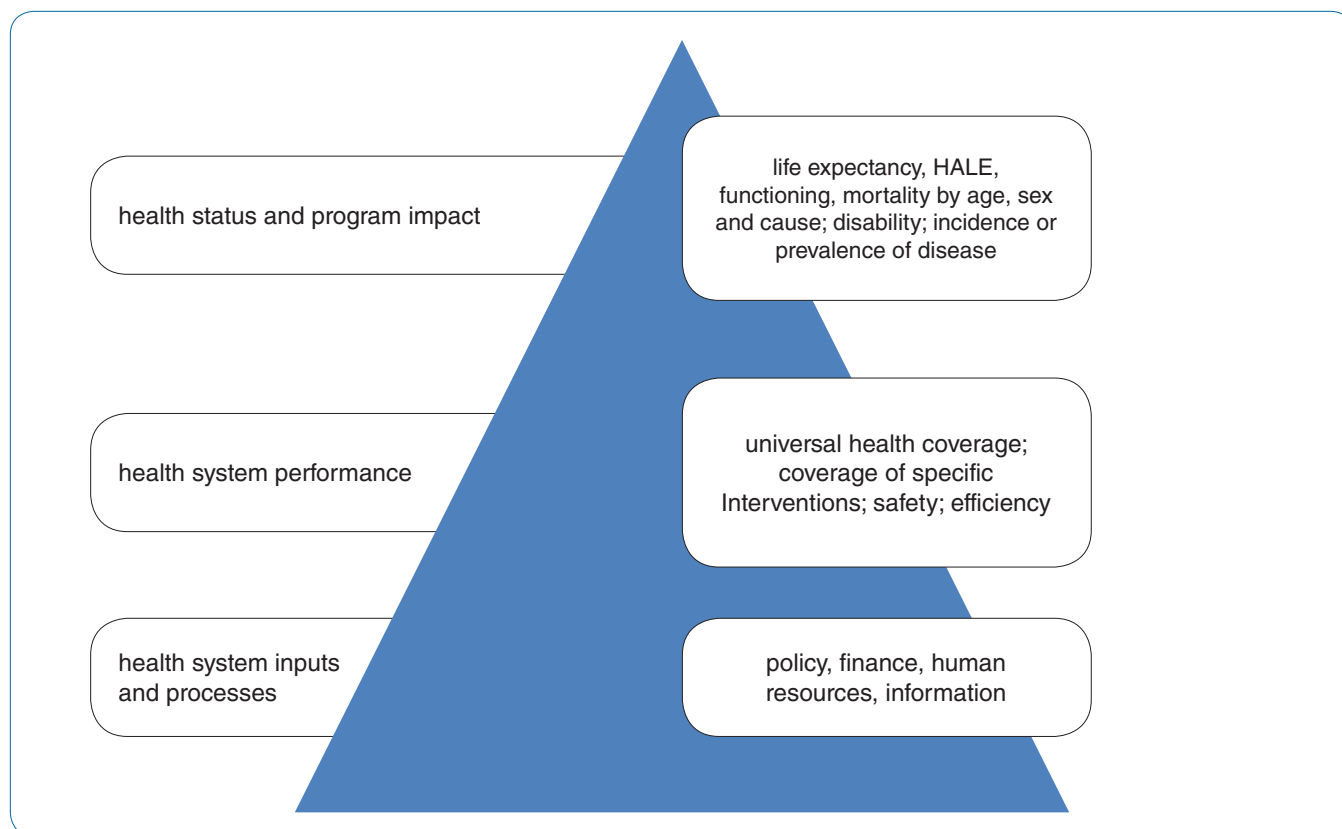 health status and program impact
life expectancy, HALE,
functioning, mortality by age, sex
and cause; disability; incidence or
prevalence of disease
health system performance
universal health coverage;
coverage of specific
Interventions; safety; efficiency
health system inputs
and processes
policy, finance, human
resources, information